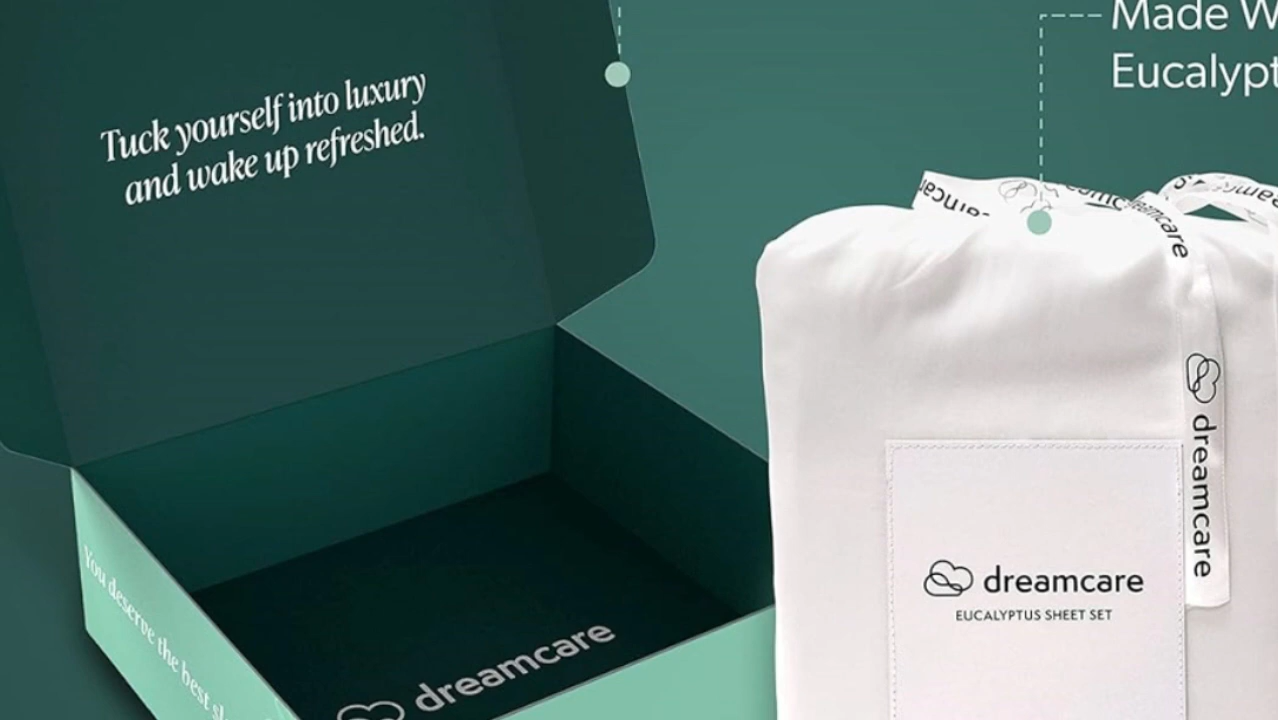 Made W
Eucalypt
Tuck yourself into luxury
and wake up refreshed.
dreamcare
dreamcare
EUCALYPTUS SHEET SET
You deserve the best
dreamcare